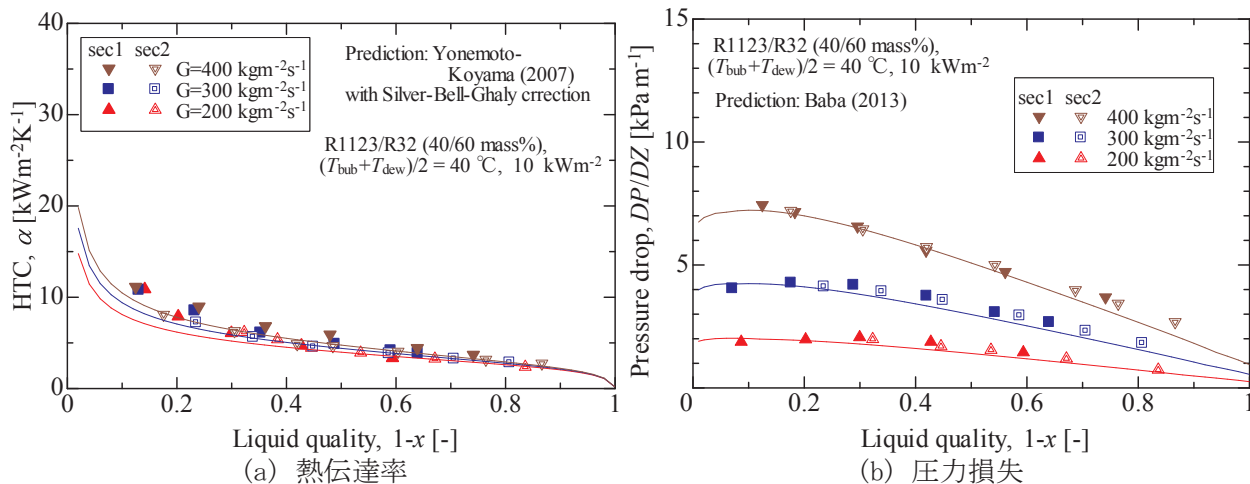 40
30
20
10
0
HTC, α [kWm-2K-1]
sec1 sec2
G=400 kgm-2s-1
G=300 kgm-2s-1
G=200 kgm-2s-1
Prediction: Yonemoto-
Koyama (2007)
with Silver-Bell-Ghaly crrection
R1123/R32 (40/60 mass%),
(Tbub+Tdew)/2 = 40 ℃, 10 kWm-2
0 0.2 0.4 0.6 0.8 1
Liquid quality, 1-x [-]
(a) 熱伝達率
15
10
5
0
Pressure drop, DP/DZ [kPa m-1]
R1123/R32 (40/60 mass%),
(Tbub+Tdew)/2 = 40 ℃, 10 kWm-2
Prediction: Baba (2013)
sec1 sec2
400 kgm-2s-1
300 kgm-2s-1
200 kgm-2s-1
0 0.2 0.4 0.6 0.8 1
Liquid quality, 1-x [-]
(b) 圧力損失